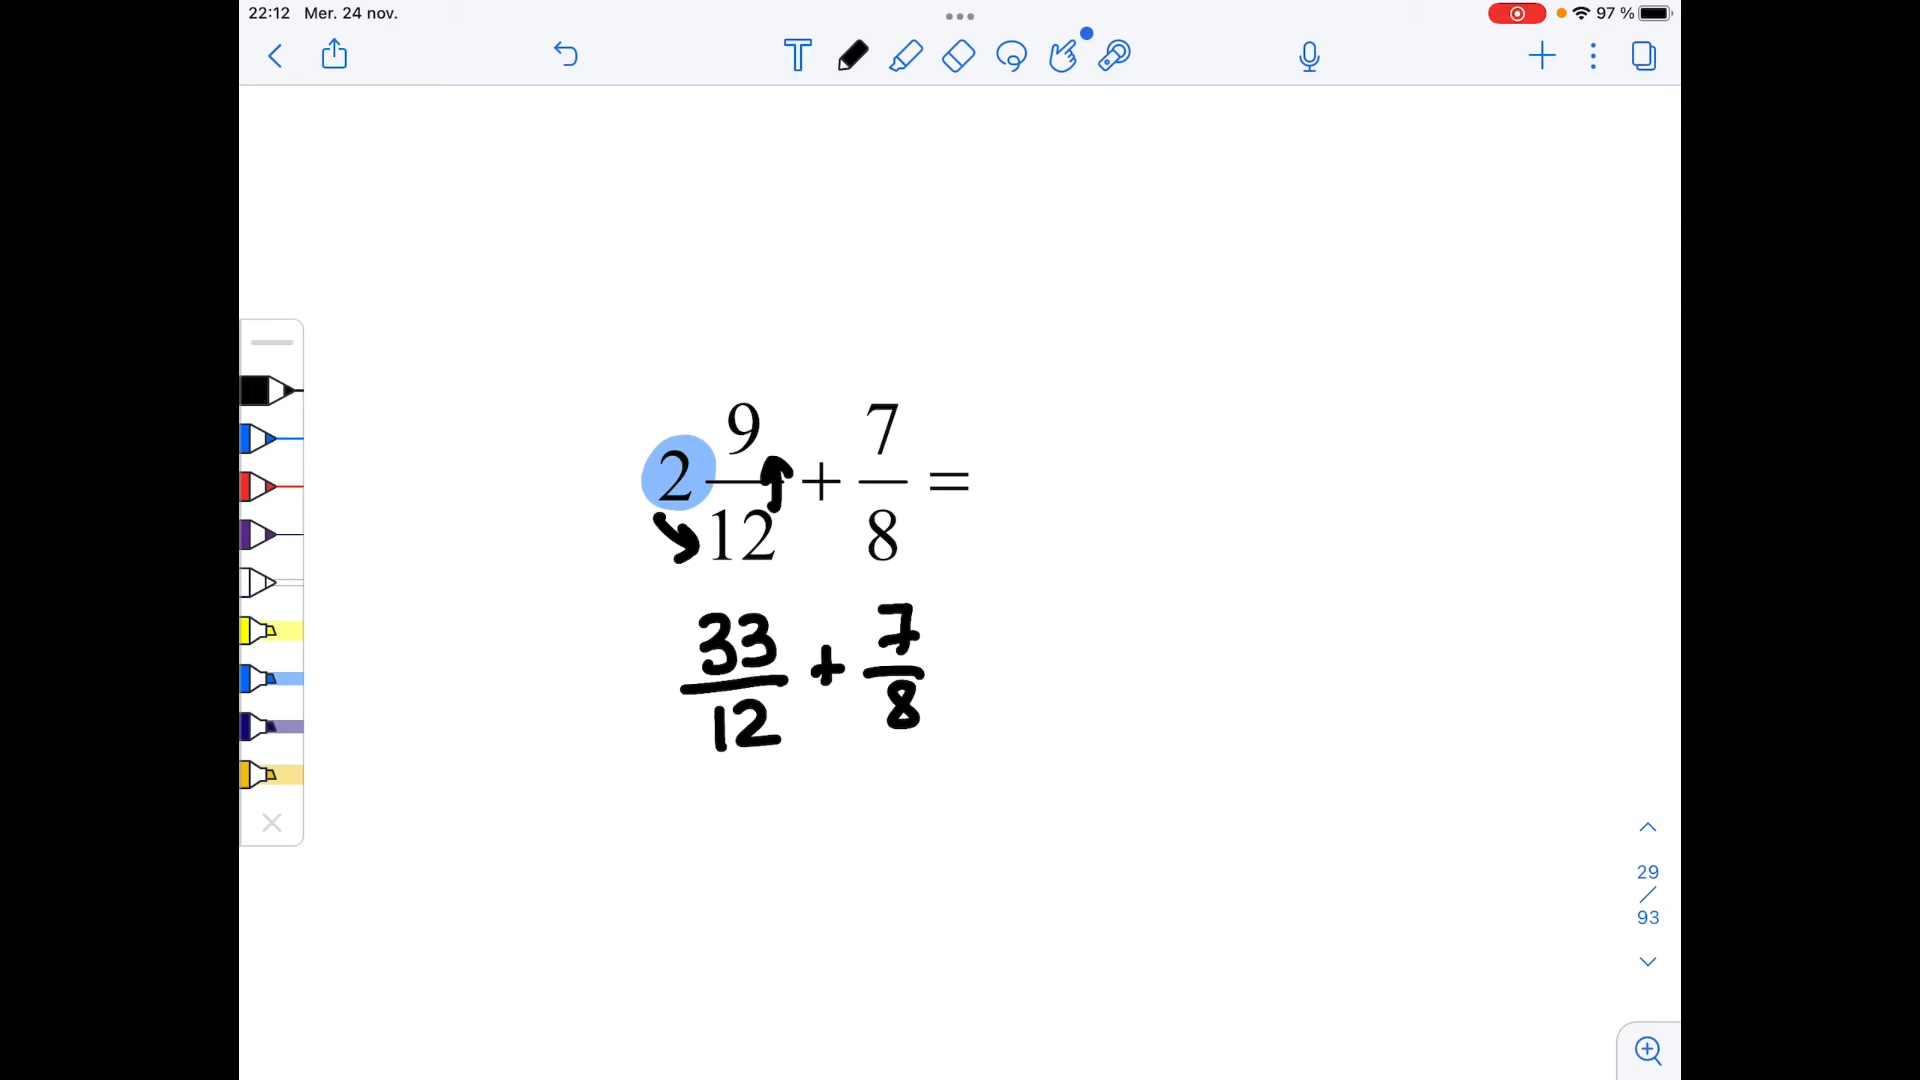 22:12 Mer. 24 nov.
97 %
T
2 9/12 + 7/8 =
33/12 + 7/8
29
/
93